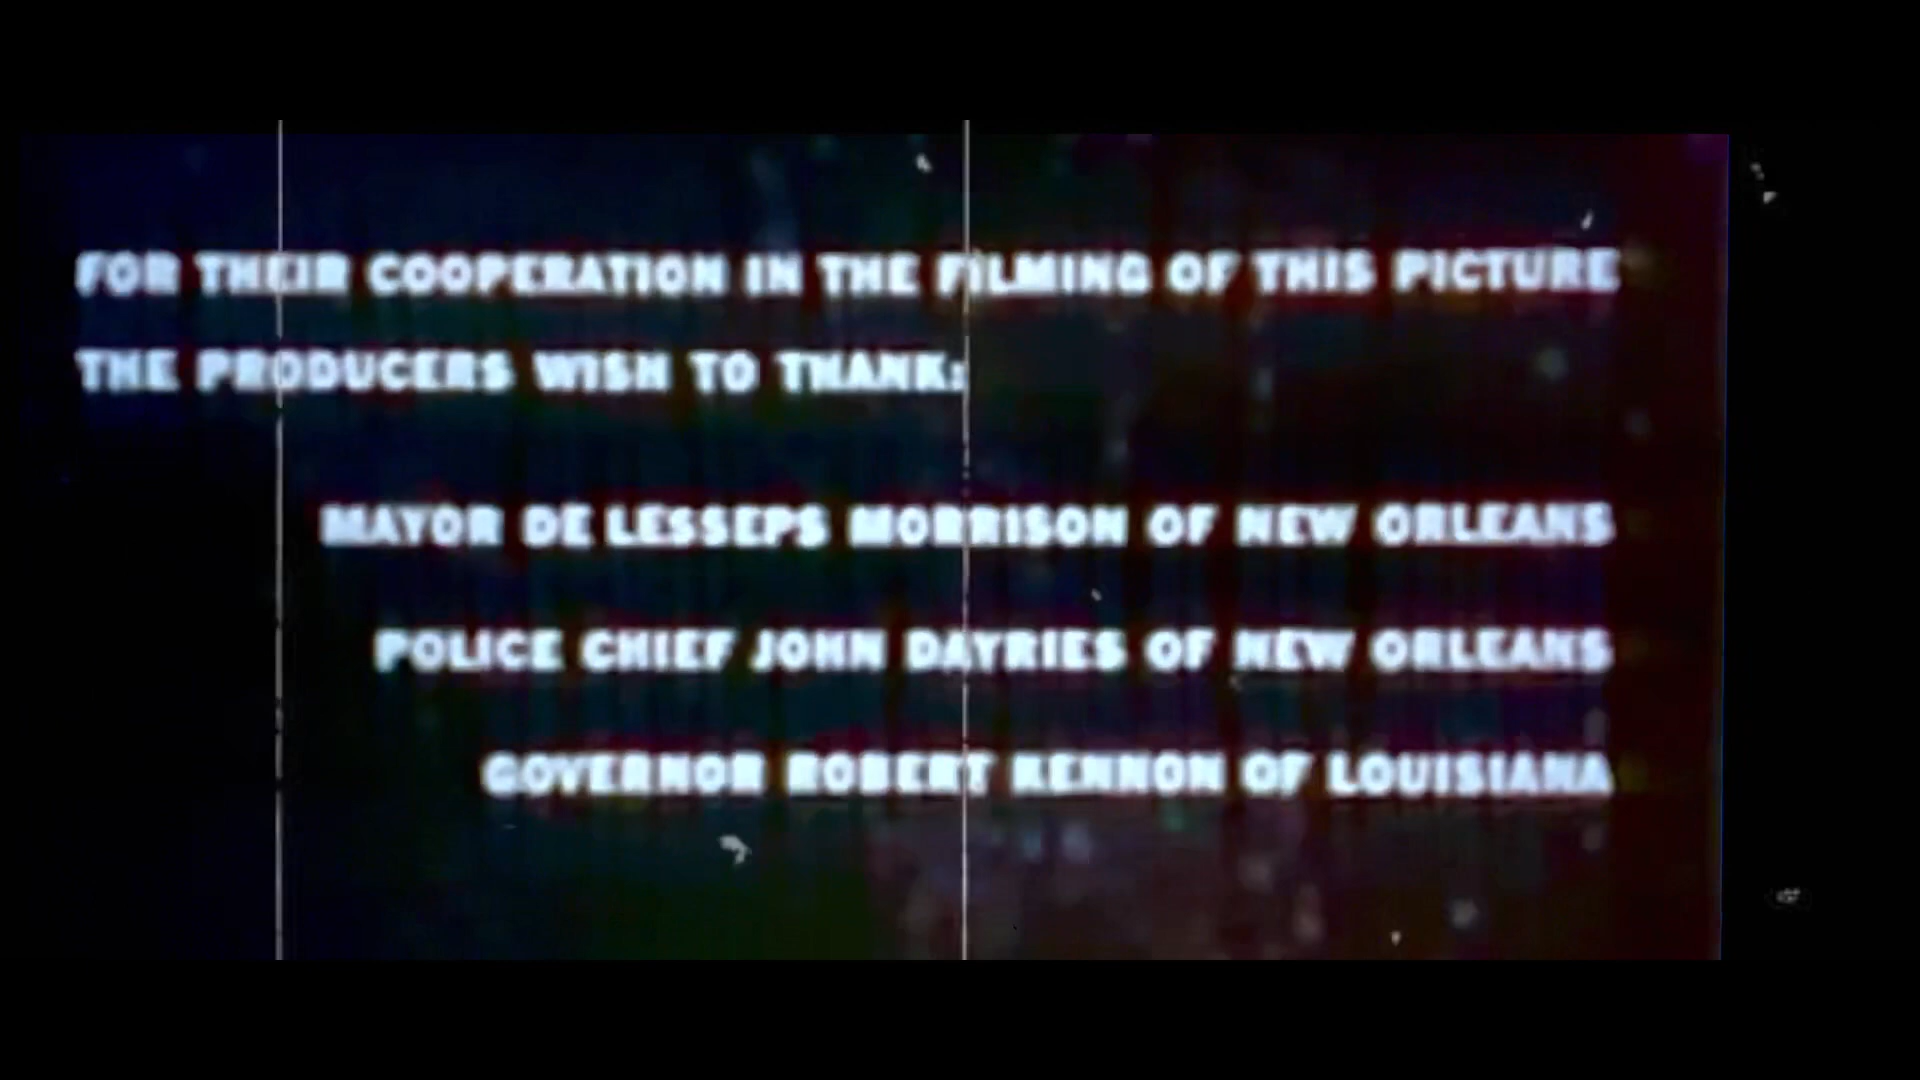 FOR THEIR COOPERATION IN THE FILMING OF THIS PICTURE
THE PRODUCERS WISH TO THANK:
MAYOR DE LESSEPS MORRISON OF NEW ORLEANS
POLICE CHIEF JOHN DAYRIES OF NEW ORLEANS
GOVERNOR ROBERT KENNON OF LOUISIANA